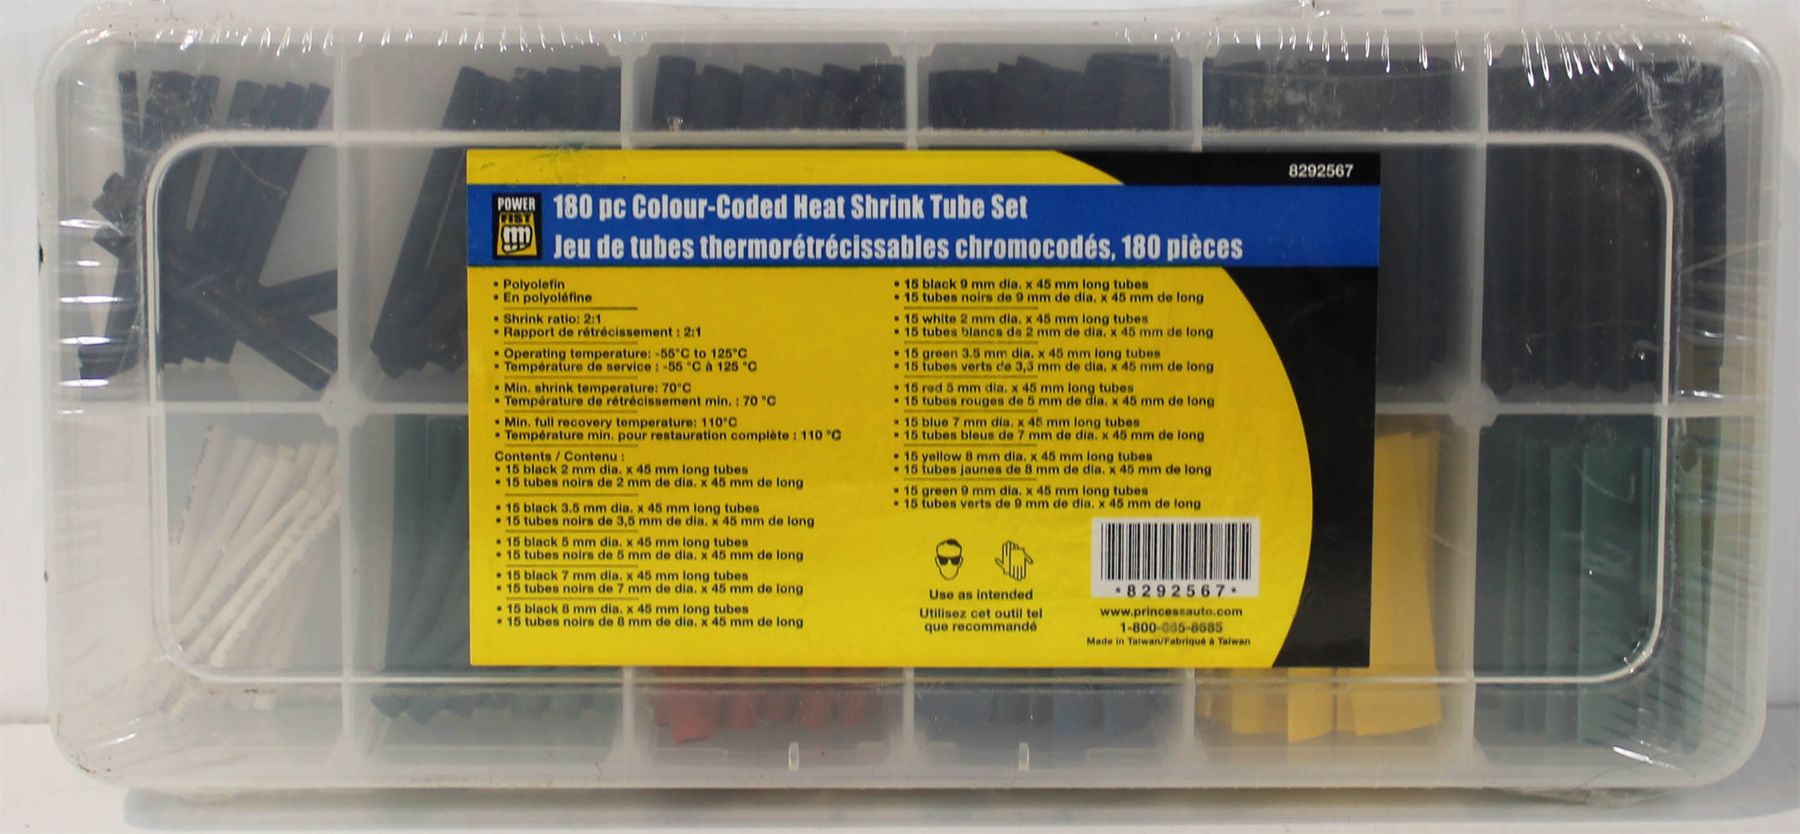 8292567
POWER
FIST
180 pc Colour-Coded Heat Shrink Tube Set
Jeu de tubes thermorétrécissables chromocodés, 180 pièces
• Polyolefin
• En polyoléfine
• Shrink ratio: 2:1
• Rapport de rétrécissement : 2:1
• Operating temperature: -55°C to 125°C
• Température de service : -55 °C à 125 °C
• Min. shrink temperature: 70°C
• Température de rétrécissement min. : 70 °C
• Min. full recovery temperature: 110°C
• Température min. pour restauration complète : 110 °C
Contents / Contenu :
• 15 black 2 mm dia. x 45 mm long tubes
• 15 tubes noirs de 2 mm de dia. x 45 mm de long
• 15 black 3.5 mm dia. x 45 mm long tubes
• 15 tubes noirs de 3,5 mm de dia. x 45 mm de long
• 15 black 5 mm dia. x 45 mm long tubes
• 15 tubes noirs de 5 mm de dia. x 45 mm de long
• 15 black 7 mm dia. x 45 mm long tubes
• 15 tubes noirs de 7 mm de dia. x 45 mm de long
• 15 black 8 mm dia. x 45 mm long tubes
• 15 tubes noirs de 8 mm de dia. x 45 mm de long
• 15 black 9 mm dia. x 45 mm long tubes
• 15 tubes noirs de 9 mm de dia. x 45 mm de long
• 15 white 2 mm dia. x 45 mm long tubes
• 15 tubes blancs de 2 mm de dia. x 45 mm de long
• 15 green 3.5 mm dia. x 45 mm long tubes
• 15 tubes verts de 3,5 mm de dia. x 45 mm de long
• 15 red 5 mm dia. x 45 mm long tubes
• 15 tubes rouges de 5 mm de dia. x 45 mm de long
• 15 blue 7 mm dia. x 45 mm long tubes
• 15 tubes bleus de 7 mm de dia. x 45 mm de long
• 15 yellow 8 mm dia. x 45 mm long tubes
• 15 tubes jaunes de 8 mm de dia. x 45 mm de long
• 15 green 9 mm dia. x 45 mm long tubes
• 15 tubes verts de 9 mm de dia. x 45 mm de long
Use as intended
Utilisez cet outil tel
que recommandé
*8292567*
www.princessauto.com
1-800-665-8685
Made in Taiwan/Fabriqué à Taiwan